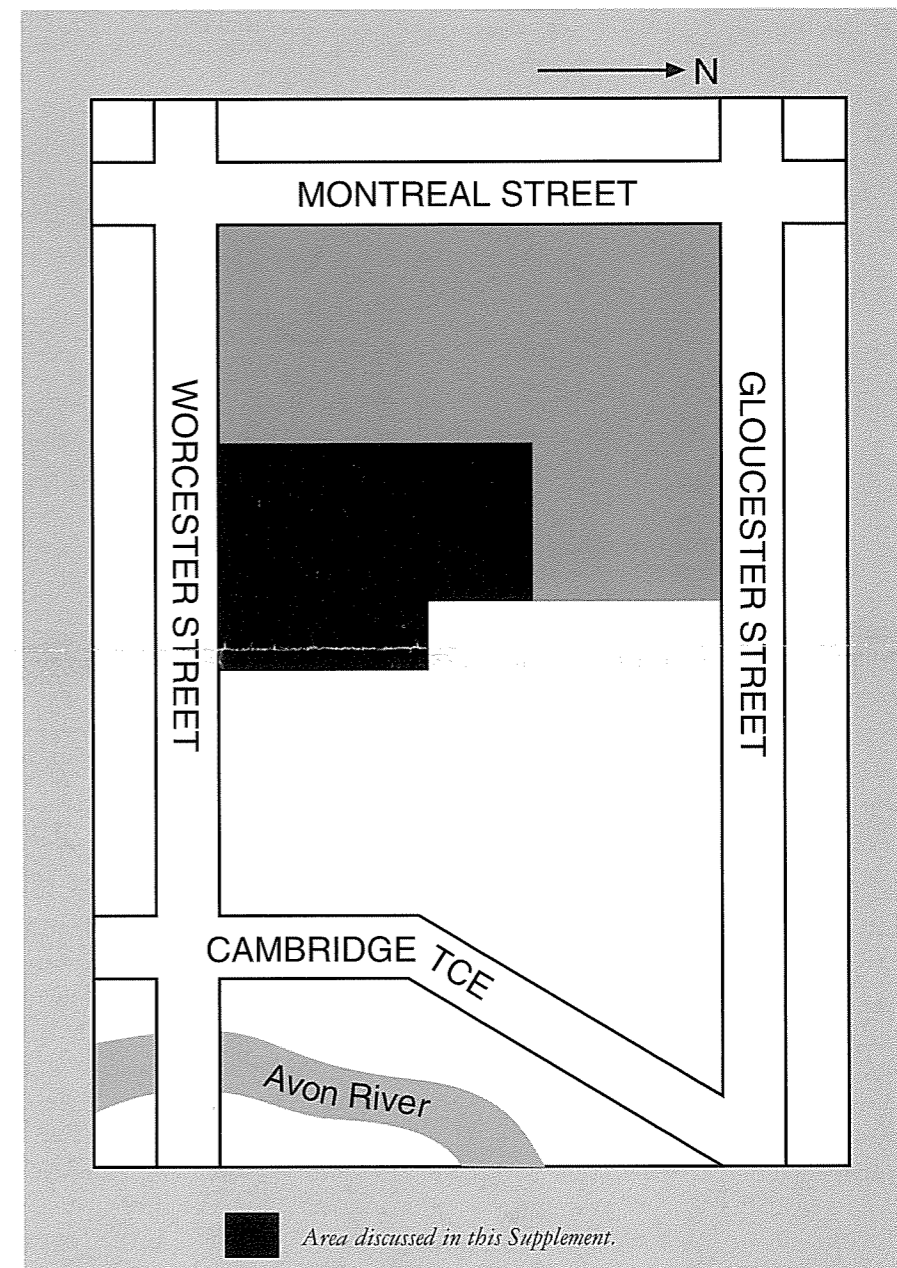 N
MONTREAL STREET
WORCESTER STREET
GLOUCESTER STREET
CAMBRIDGE TCE
Avon River
Area discussed in this Supplement.